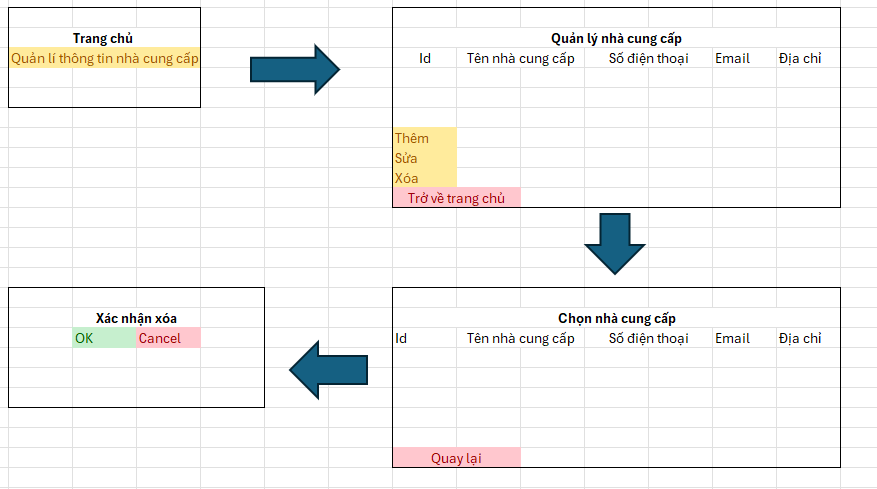 Trang chủ
Quản lí thông tin nhà cung cấp
Quản lý nhà cung cấp
Id Tên nhà cung cấp Số điện thoại Email Địa chỉ
Thêm
Sửa
Xóa
Trở về trang chủ
Chọn nhà cung cấp
Id Tên nhà cung cấp Số điện thoại Email Địa chỉ
Quay lại
Xác nhận xóa
OK Cancel